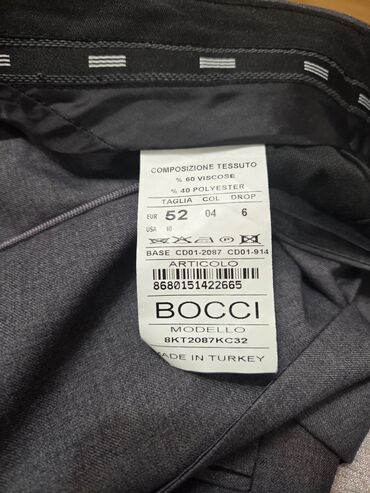 COMPOSIZIONE TESSUTO
% 60 VISCOSE
% 40 POLYESTER
TAGLIA COL DROP
EUR 52 04 6
USA
BASE CD01-2087 CD01-914
ARTICOLO
8680151422665
BOCCI
MODELLO
8KT2087KC32
MADE IN TURKEY